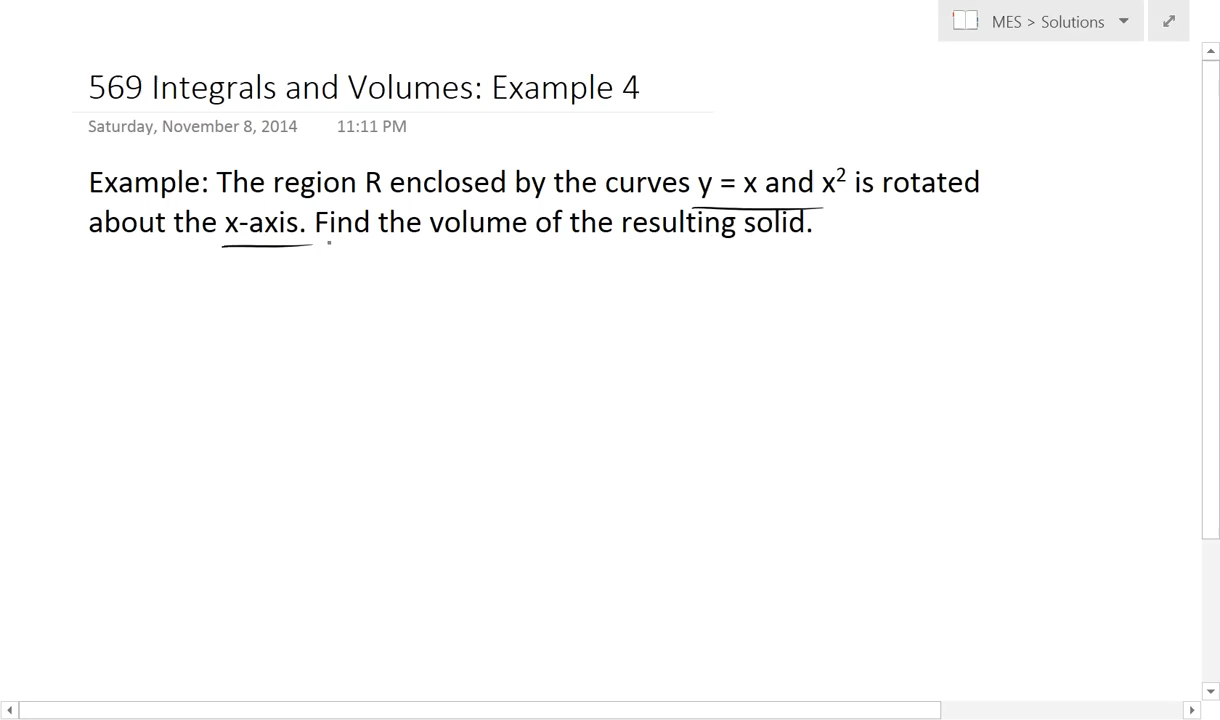 MES > Solutions
569 Integrals and Volumes: Example 4
Saturday, November 8, 2014 11:11 PM
Example: The region R enclosed by the curves y = x and x² is rotated
about the x-axis. Find the volume of the resulting solid.